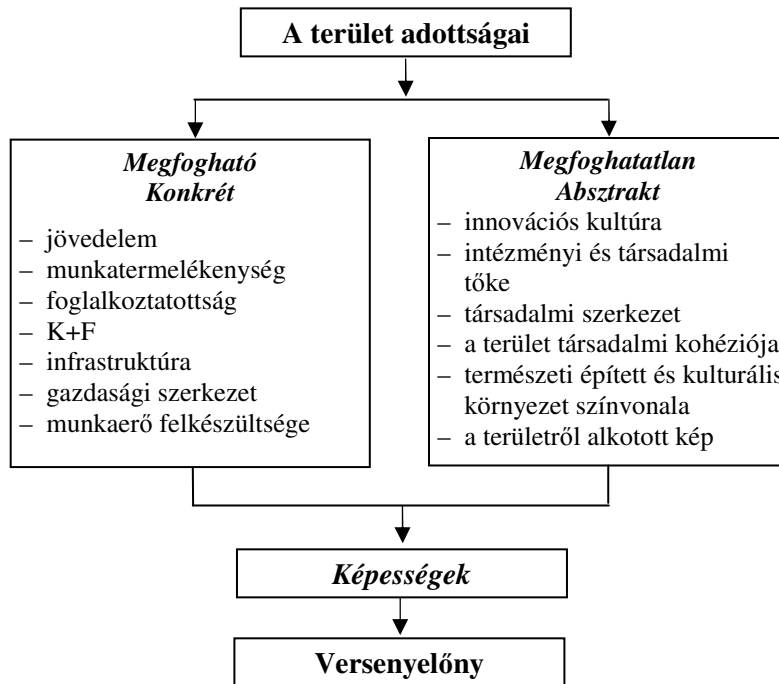 A terület adottságai
Megfogható
Konkrét
– jövedelem
– munkatermelékenység
– foglalkoztatottság
– K+F
– infrastruktúra
– gazdasági szerkezet
– munkaerő felkészültsége
Megfoghatatlan
Absztrakt
– innovációs kultúra
– intézményi és társadalmi
tőke
– társadalmi szerkezet
– a terület társadalmi kohéziója
– természeti épített és kulturális
környezet színvonala
– a területről alkotott kép
Képességek
Versenyelőny